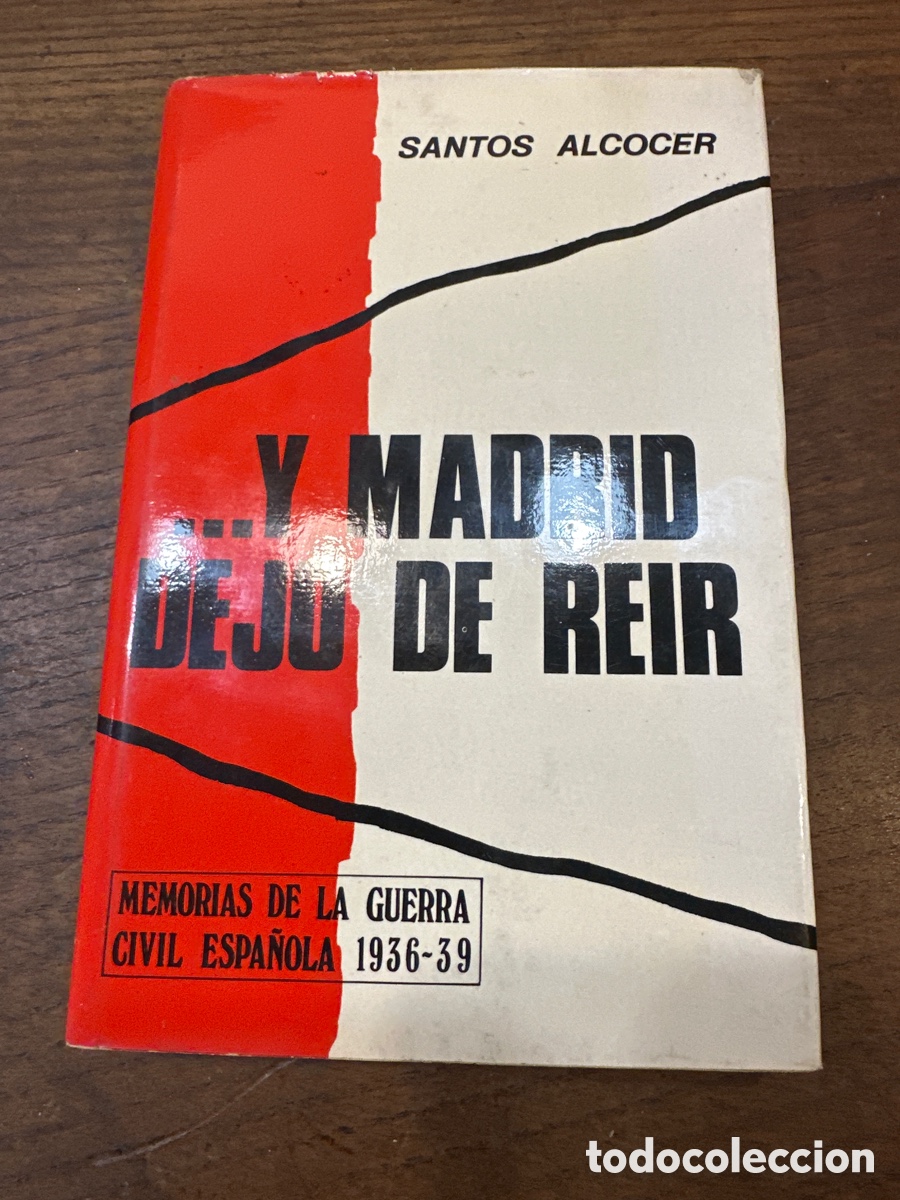 SANTOS ALCOCER
...Y MADRID
DEJO DE REIR
MEMORIAS DE LA GUERRA
CIVIL ESPAÑOLA 1936-39
todocoleccion